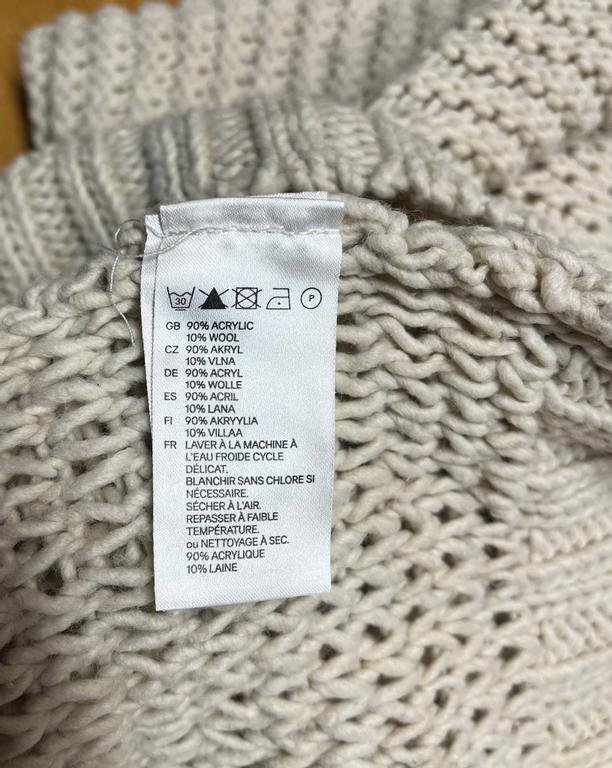 30 P
GB 90% ACRYLIC
10% WOOL
CZ 90% AKRYL
10% VLNA
DE 90% ACRYL
10% WOLLE
ES 90% ACRIL
10% LANA
FI 90% AKRYYLIA
10% VILLAA
FR LAVER À LA MACHINE À
L'EAU FROIDE CYCLE
DÉLICAT.
BLANCHIR SANS CHLORE SI
NÉCESSAIRE.
SÉCHER À L'AIR.
REPASSER À FAIBLE
TEMPÉRATURE.
ou NETTOYAGE À SEC.
90% ACRYLIQUE
10% LAINE